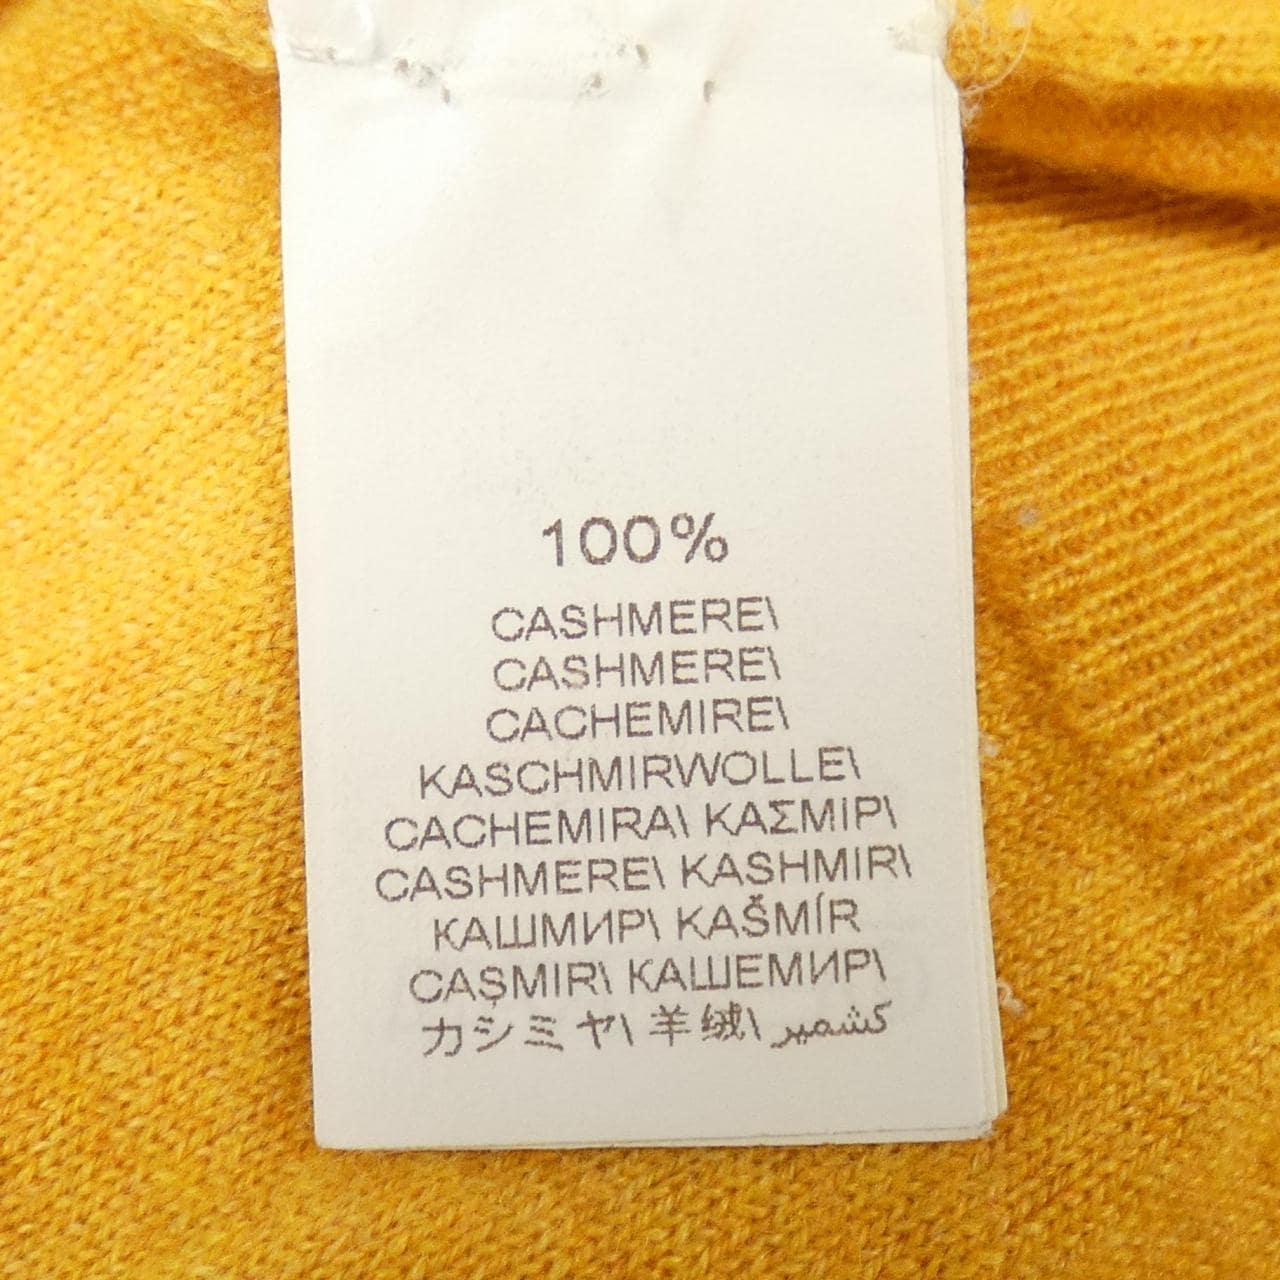 100%
CASHMERE\
CASHMERE\
CACHEMIRE\
KASCHMIRWOLLE\
CACHEMIRA\ ΚΑΣΜΙΡ\
CASHMERE\ KASHMIR\
КАШМИР\ KAŠMÍR
CAŞMIR\ КАШЕМИР\
カシミヤ\ 羊绒\ كشمير